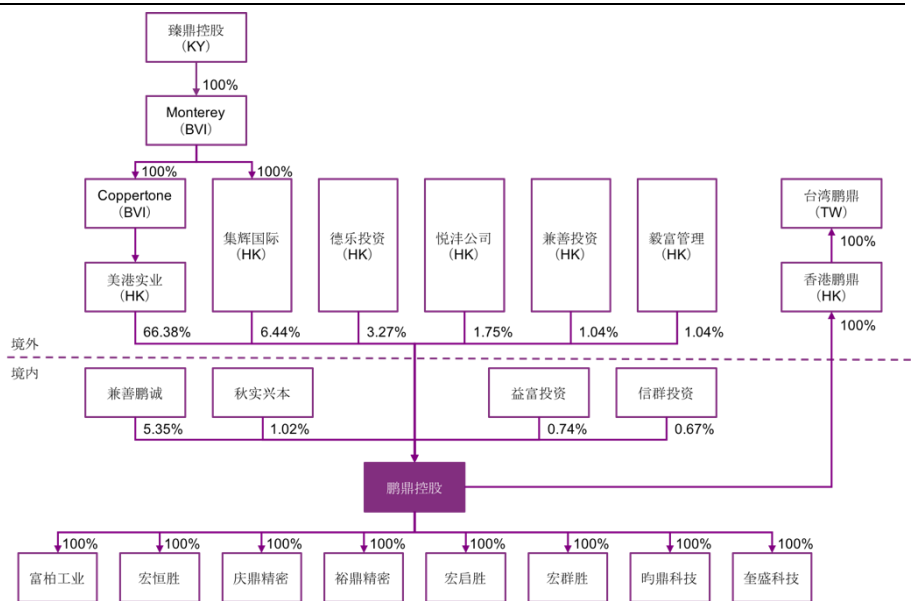 臻鼎控股
（KY）
100%
Monterey
（BVI）
100%
100%
Coppertone
（BVI）
集辉国际
（HK）
德乐投资
（HK）
悦沣公司
（HK）
兼善投资
（HK）
毅富管理
（HK）
台湾鹏鼎
（TW）
100%
美港实业
（HK）
香港鹏鼎
（HK）
66.38%
6.44%
3.27%
1.75%
1.04%
1.04%
100%
境外
境内
兼善鹏诚
秋实兴本
益富投资
信群投资
5.35%
1.02%
0.74%
0.67%
鹏鼎控股
100%
100%
100%
100%
100%
100%
100%
100%
富柏工业
宏恒胜
庆鼎精密
裕鼎精密
宏启胜
宏群胜
昀鼎科技
奎盛科技